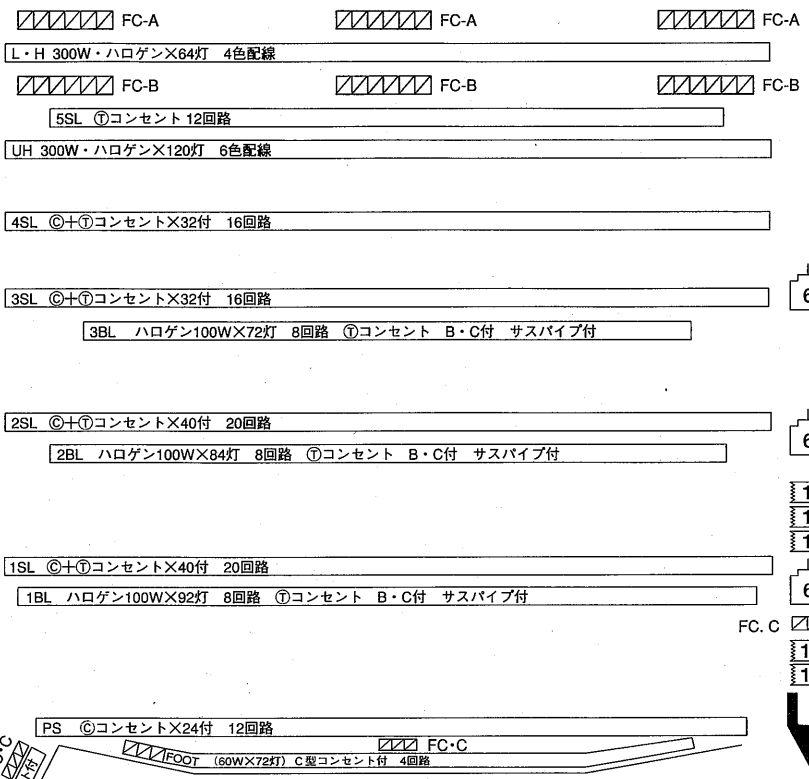 FC-A FC-A FC-A
L・H 300W・ハロゲン×64灯 4色配線
FC-B FC-B FC-B
5SL Ⓣコンセント12回路
UH 300W・ハロゲン×120灯 6色配線
4SL Ⓒ+Ⓣコンセント×32付 16回路
3SL Ⓒ+Ⓣコンセント×32付 16回路
6
3BL ハロゲン100W×72灯 8回路 Ⓣコンセント B・C付 サスパイプ付
2SL Ⓒ+Ⓣコンセント×40付 20回路
6
2BL ハロゲン100W×84灯 8回路 Ⓣコンセント B・C付 サスパイプ付
1
1
1
1SL Ⓒ+Ⓣコンセント×40付 20回路
6
1BL ハロゲン100W×92灯 8回路 Ⓣコンセント B・C付 サスパイプ付
FC. C
1
1
PS Ⓒコンセント×24付 12回路
FC・C
FOOT (60W×72灯) C型コンセント付 4回路